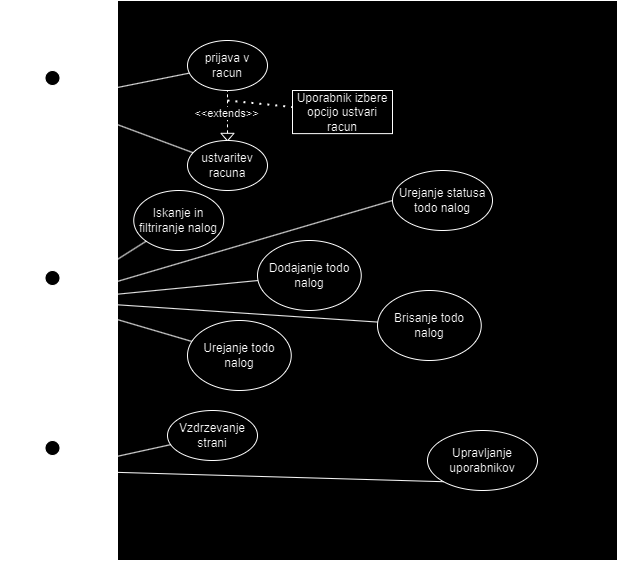 prijava v
racun
<<extends>>
Uporabnik izbere
opcijo ustvari
racun
ustvaritev
racuna
Iskanje in
filtriranje nalog
Urejanje statusa
todo nalog
Dodajanje todo
nalog
Brisanje todo
nalog
Urejanje todo
nalog
Vzdrzevanje
strani
Upravljanje
uporabnikov